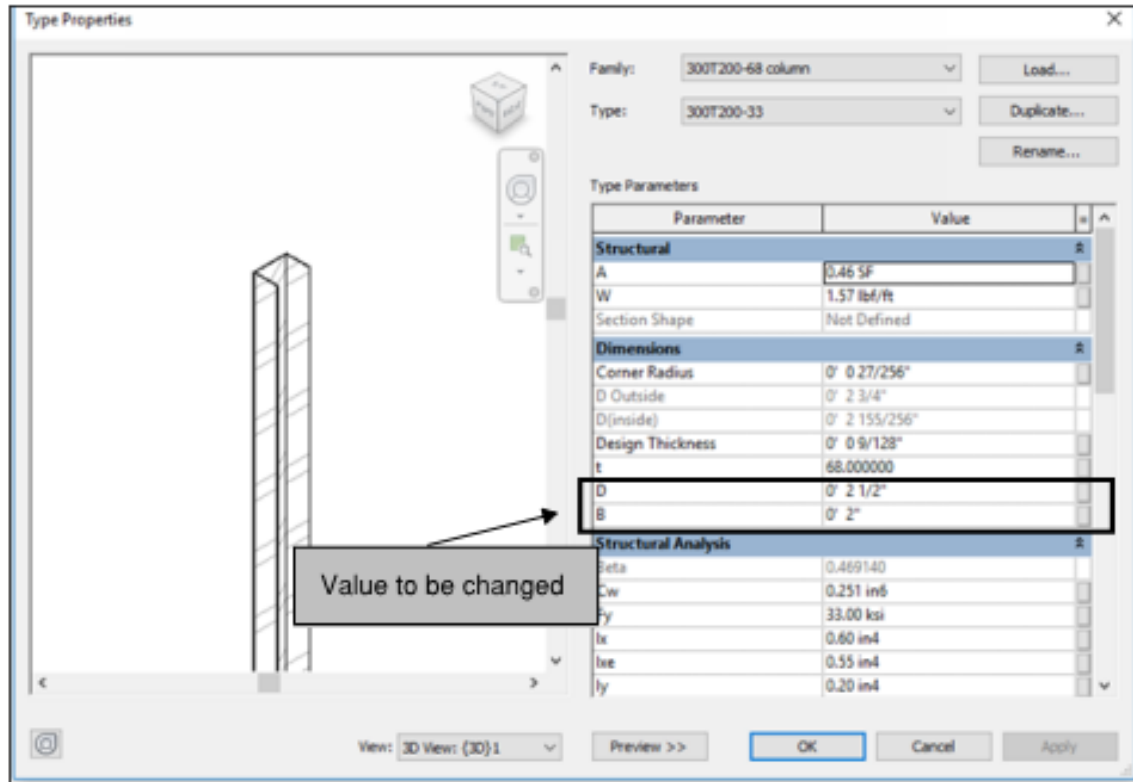 Type Properties
Family: 300T200-68 column Load...
Type: 300T200-33 Duplicate...
Rename...
Type Parameters
Parameter Value =
Structural
A 0.46 SF
W 1.57 lbf/ft
Section Shape Not Defined
Dimensions
Corner Radius 0' 0 27/256"
D Outside 0' 2 3/4"
D(inside) 0' 2 155/256"
Design Thickness 0' 0 9/128"
t 68.000000
D 0' 2 1/2"
B 0' 2"
Structural Analysis
Beta 0.469140
Value to be changed
Cw 0.251 in6
Fy 33.00 ksi
Ix 0.60 in4
Ixe 0.55 in4
Iy 0.20 in4
View: 3D View: {3D}1 Preview >> OK Cancel Apply